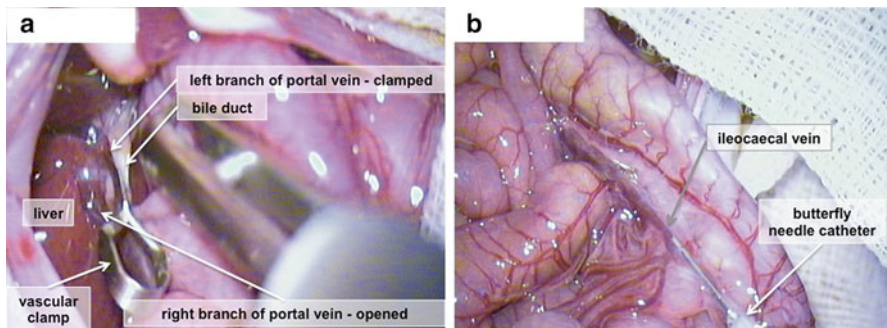 a
left branch of portal vein - clamped
bile duct
liver
vascular
clamp
right branch of portal vein - opened
b
ileocaecal vein
butterfly
needle catheter